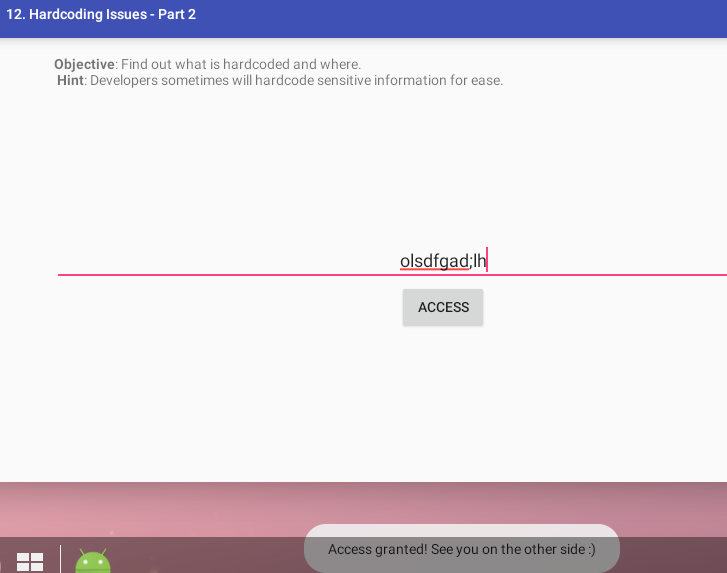 12. Hardcoding Issues - Part 2
Objective: Find out what is hardcoded and where.
Hint: Developers sometimes will hardcode sensitive information for ease.
olsdfgad;lh
ACCESS
Access granted! See you on the other side :)